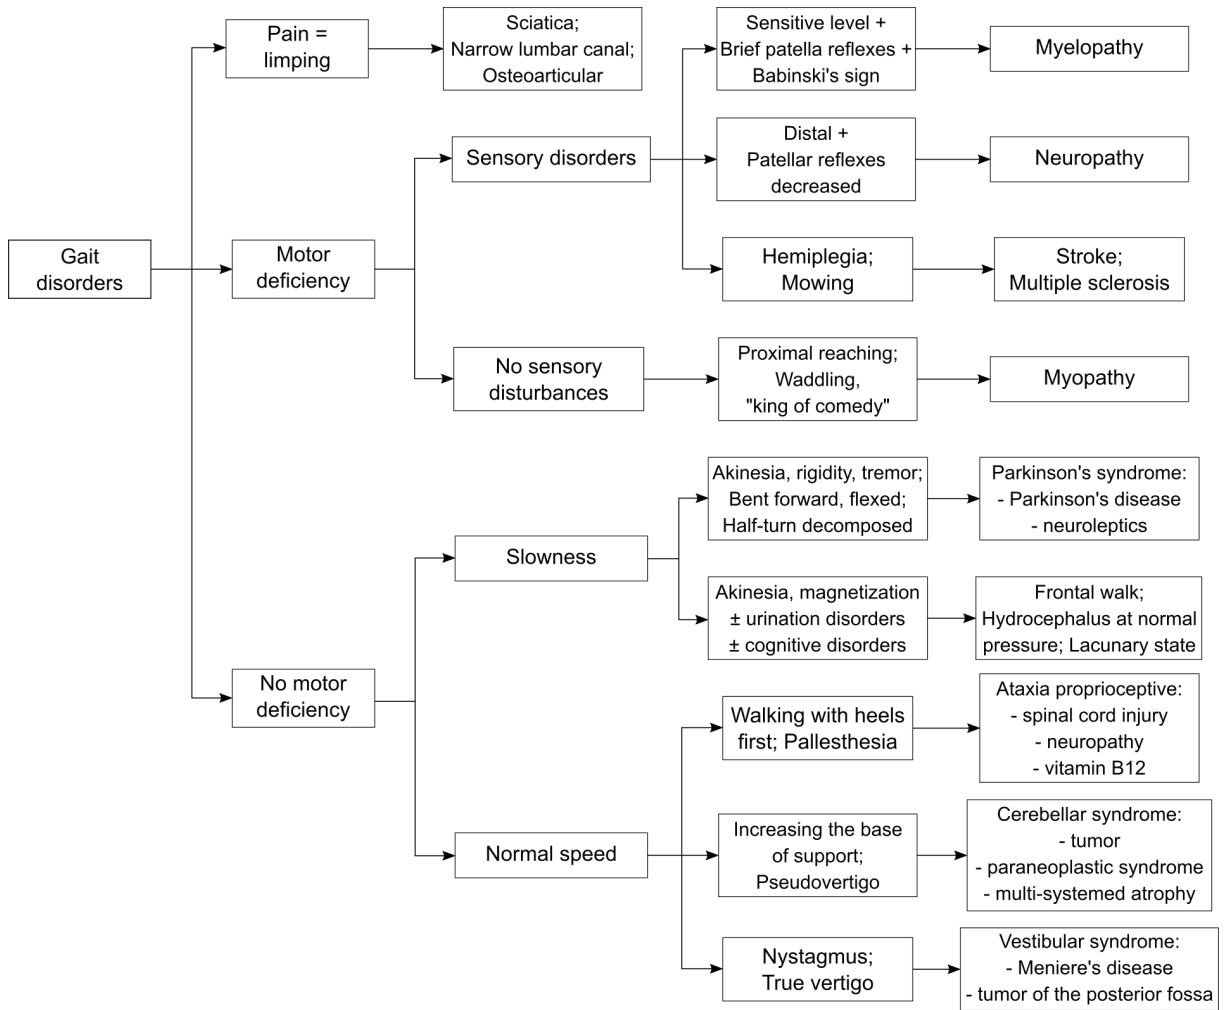 Pain =
limping
Sciatica;
Narrow lumbar canal;
Osteoarticular
Sensitive level +
Brief patella reflexes +
Babinski's sign
Myelopathy
Sensory disorders
Distal +
Patellar reflexes
decreased
Neuropathy
Gait
disorders
Motor
deficiency
Hemiplegia;
Mowing
Stroke;
Multiple sclerosis
No sensory
disturbances
Proximal reaching;
Waddling,
"king of comedy"
Myopathy
Slowness
Akinesia, rigidity, tremor;
Bent forward, flexed;
Half-turn decomposed
Parkinson's syndrome:
- Parkinson's disease
- neuroleptics
Akinesia, magnetization
± urination disorders
± cognitive disorders
Frontal walk;
Hydrocephalus at normal
pressure; Lacunary state
No motor
deficiency
Walking with heels
first; Pallesthesia
Ataxia proprioceptive:
- spinal cord injury
- neuropathy
- vitamin B12
Normal speed
Increasing the base
of support;
Pseudovertigo
Cerebellar syndrome:
- tumor
- paraneoplastic syndrome
- multi-systemed atrophy
Nystagmus;
True vertigo
Vestibular syndrome:
- Meniere's disease
- tumor of the posterior fossa